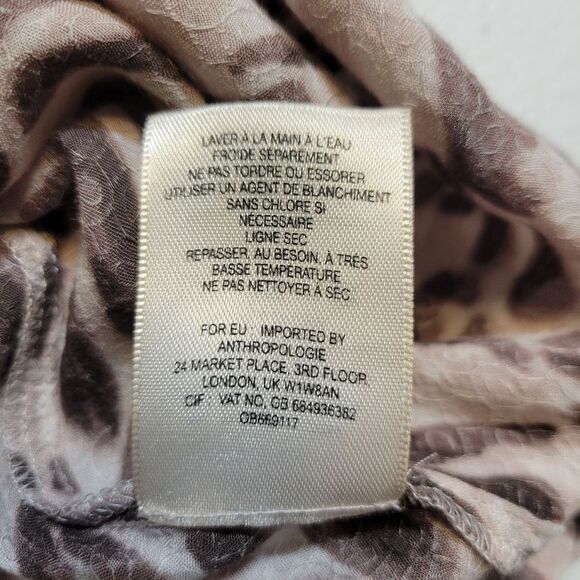 LAVER À LA MAIN À L'EAU
FROIDE SÉPARÉMENT
NE PAS TORDRE OU ESSORER
UTILISER UN AGENT DE BLANCHIMENT
SANS CHLORE SI
NÉCESSAIRE
LIGNE SEC
REPASSER, AU BESOIN, À TRÈS
BASSE TEMPÉRATURE
NE PAS NETTOYER À SEC
FOR EU : IMPORTED BY
ANTHROPOLOGIE
24 MARKET PLACE, 3RD FLOOR,
LONDON, UK W1W8AN
CIF : VAT NO. GB 684936382
OB669117